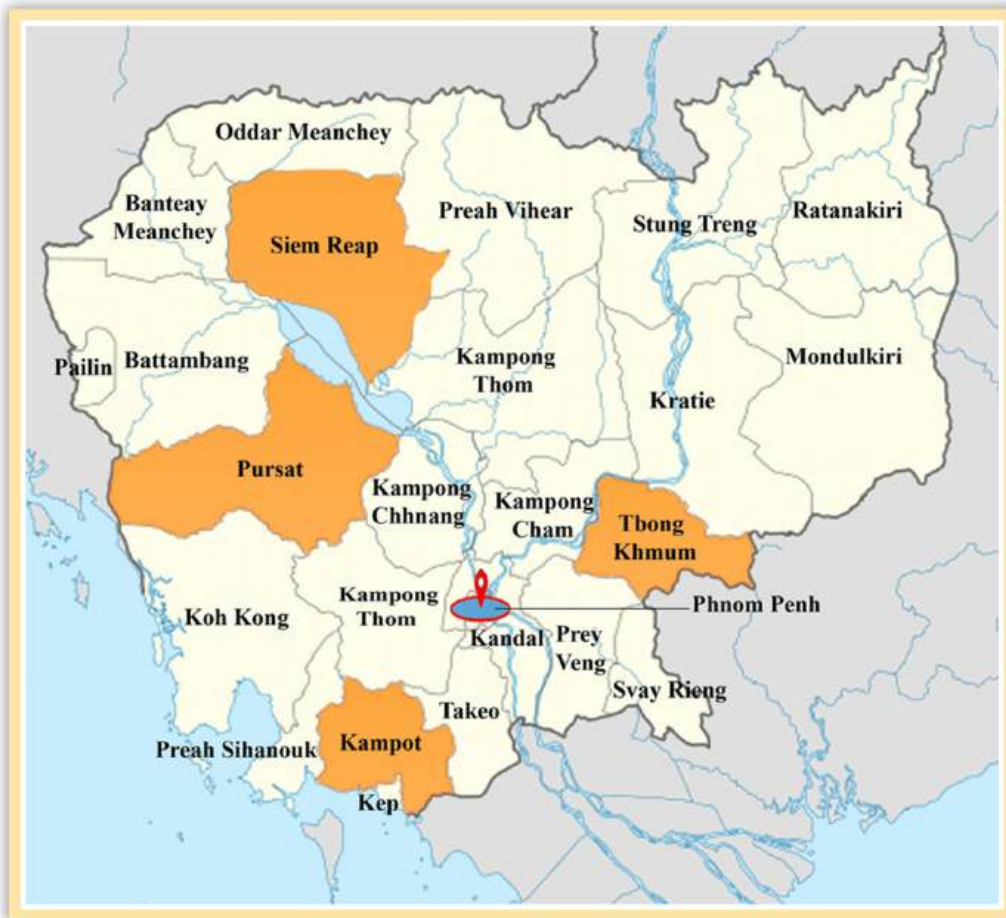 Oddar Meanchey
Banteay
Meanchey
Siem Reap
Preah Vihear
Stung Treng
Ratanakiri
Pailin
Battambang
Kampong
Thom
Mondulkiri
Kratie
Pursat
Kampong
Chhnang
Kampong
Cham
Tbong
Khmum
Koh Kong
Kampong
Thom
Phnom Penh
Kandal
Prey
Veng
Svay Rieng
Takeo
Preah Sihanouk
Kampot
Kep